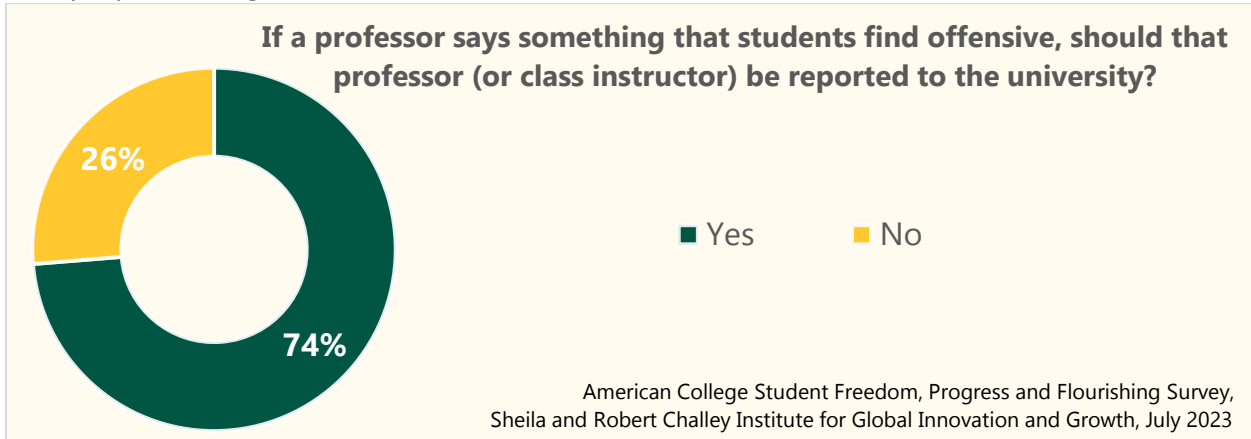 If a professor says something that students find offensive, should that
professor (or class instructor) be reported to the university?
26%
74%
Yes
No
American College Student Freedom, Progress and Flourishing Survey,
Sheila and Robert Challey Institute for Global Innovation and Growth, July 2023